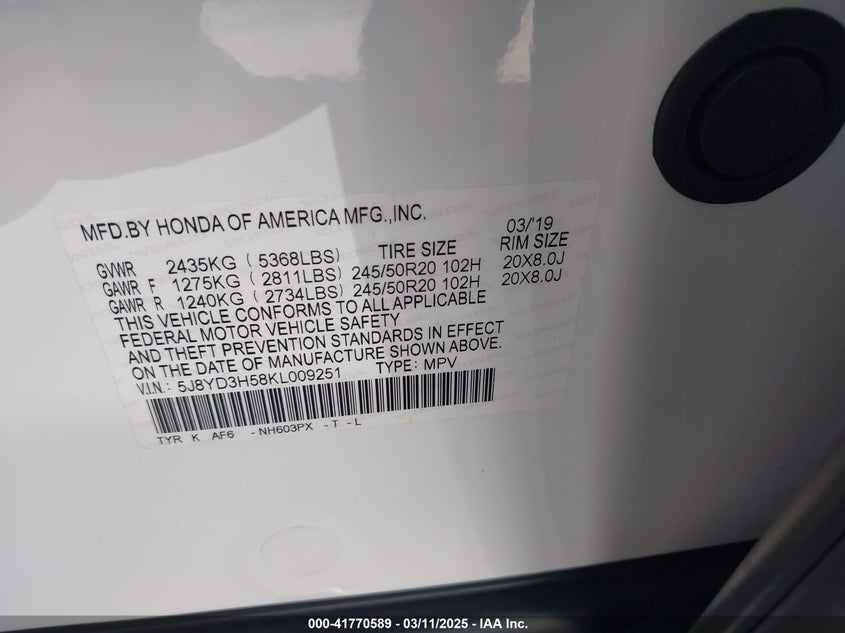 MFD.BY HONDA OF AMERICA MFG.,INC. 03/'19
GVWR 2435KG ( 5368LBS) TIRE SIZE RIM SIZE
GAWR F 1275KG ( 2811LBS) 245/50R20 102H 20X8.0J
GAWR R 1240KG ( 2734LBS) 245/50R20 102H 20X8.0J
THIS VEHICLE CONFORMS TO ALL APPLICABLE
FEDERAL MOTOR VEHICLE SAFETY
AND THEFT PREVENTION STANDARDS IN EFFECT
ON THE DATE OF MANUFACTURE SHOWN ABOVE.
V.I.N.: 5J8YD3H58KL009251 TYPE: MPV
TYR K AF6 - NH603PX - T - L
000-41770589 - 03/11/2025 - IAA Inc.